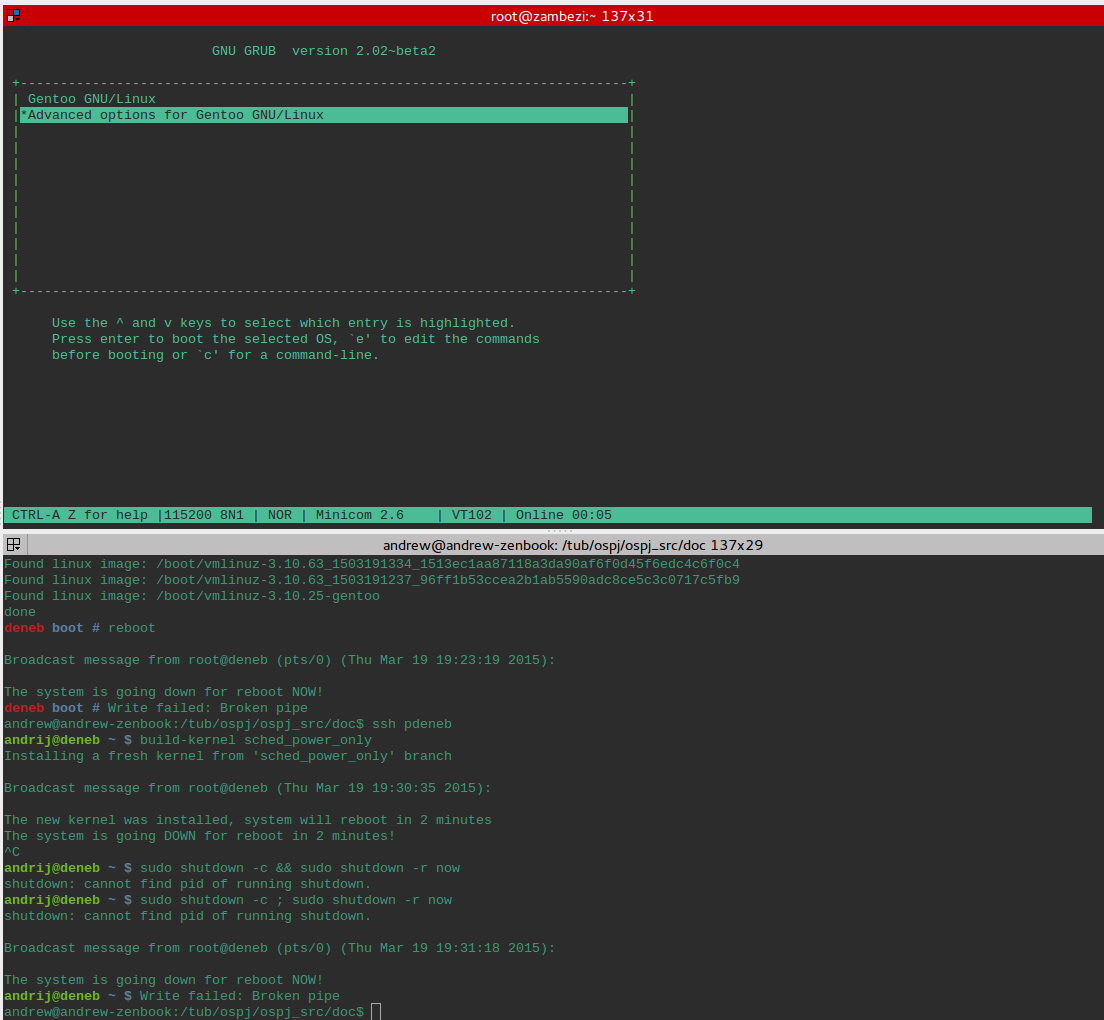 root@zambezi:~ 137x31
GNU GRUB  version 2.02~beta2
+----------------------------------------------------------------------------+
| Gentoo GNU/Linux |
|*Advanced options for Gentoo GNU/Linux |
+----------------------------------------------------------------------------+
Use the ^ and v keys to select which entry is highlighted.
Press enter to boot the selected OS, `e' to edit the commands
before booting or `c' for a command-line.
CTRL-A Z for help |115200 8N1 | NOR | Minicom 2.6    | VT102 | Online 00:05
andrew@andrew-zenbook: /tub/ospj/ospj_src/doc 137x29
Found linux image: /boot/vmlinuz-3.10.63_1503191334_1513ec1aa87118a3da90af6f0d45f6edc4c6f0c4
Found linux image: /boot/vmlinuz-3.10.63_1503191237_96ff1b53ccea2b1ab5590adc8ce5c3c0717c5fb9
Found linux image: /boot/vmlinuz-3.10.25-gentoo
done
deneb boot # reboot
Broadcast message from root@deneb (pts/0) (Thu Mar 19 19:23:19 2015):
The system is going down for reboot NOW!
deneb boot # Write failed: Broken pipe
andrew@andrew-zenbook:/tub/ospj/ospj_src/doc$ ssh pdeneb
andrij@deneb ~ $ build-kernel sched_power_only
Installing a fresh kernel from 'sched_power_only' branch
Broadcast message from root@deneb (Thu Mar 19 19:30:35 2015):
The new kernel was installed, system will reboot in 2 minutes
The system is going DOWN for reboot in 2 minutes!
^C
andrij@deneb ~ $ sudo shutdown -c && sudo shutdown -r now
shutdown: cannot find pid of running shutdown.
andrij@deneb ~ $ sudo shutdown -c ; sudo shutdown -r now
shutdown: cannot find pid of running shutdown.
Broadcast message from root@deneb (pts/0) (Thu Mar 19 19:31:18 2015):
The system is going down for reboot NOW!
andrij@deneb ~ $ Write failed: Broken pipe
andrew@andrew-zenbook:/tub/ospj/ospj_src/doc$